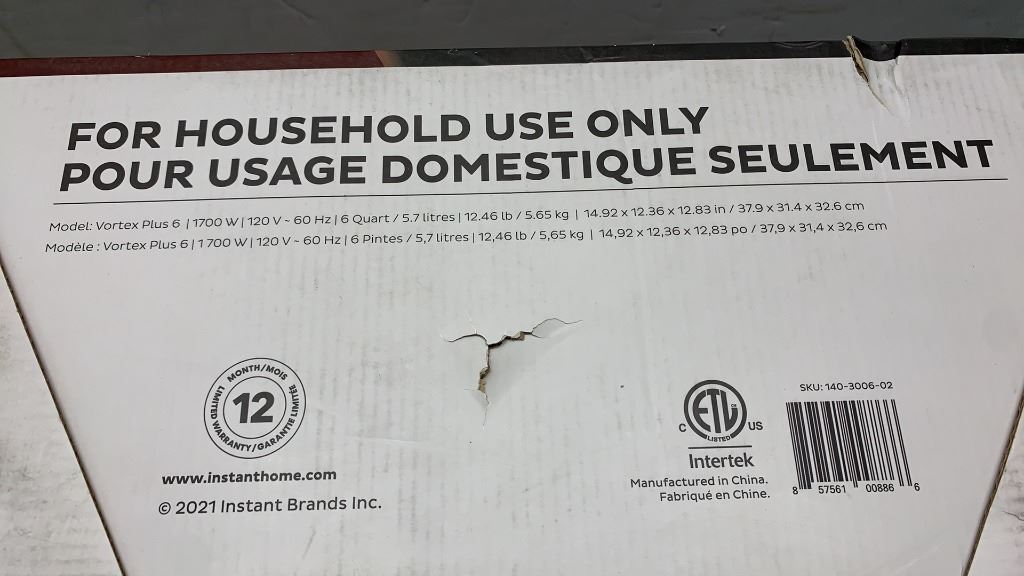 FOR HOUSEHOLD USE ONLY
POUR USAGE DOMESTIQUE SEULEMENT
Model: Vortex Plus 6 | 1700 W | 120 V ~ 60 Hz | 6 Quart / 5.7 litres | 12.46 lb / 5.65 kg | 14.92 x 12.36 x 12.83 in / 37.9 x 31.4 x 32.6 cm
Modèle : Vortex Plus 6 | 1 700 W | 120 V ~ 60 Hz | 6 Pintes / 5,7 litres | 12,46 lb / 5,65 kg | 14,92 x 12,36 x 12,83 po / 37,9 x 31,4 x 32,6 cm
MONTH/MOIS
12
LIMITED WARRANTY/GARANTIE LIMITÉE
www.instanthome.com
© 2021 Instant Brands Inc.
C ETL US
LISTED
Intertek
Manufactured in China.
Fabriqué en Chine.
SKU: 140-3006-02
8 57561 00886 6